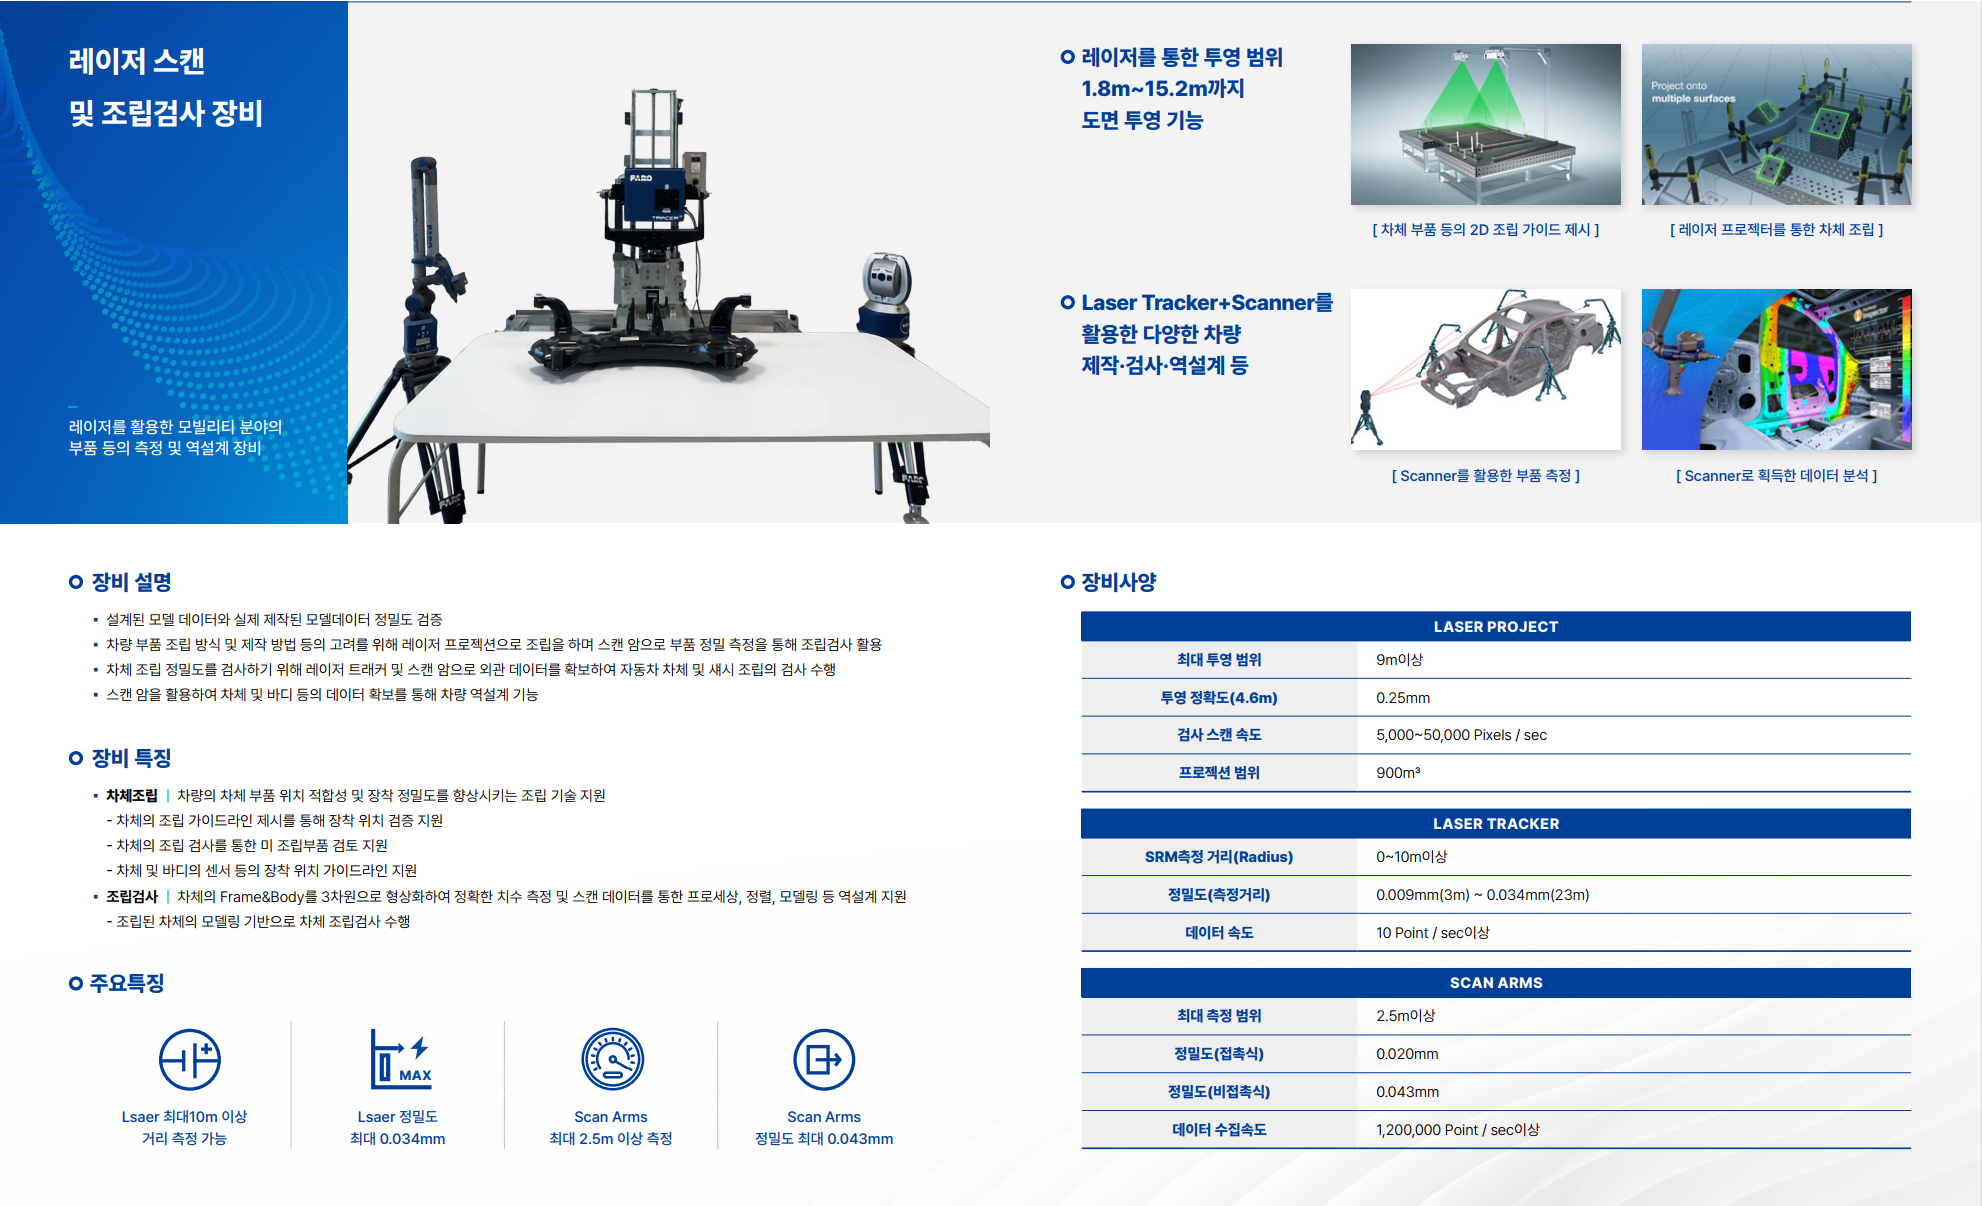 레이저 스캔
및 조립검사 장비
레이저를 활용한 모빌리티 분야의
부품 등의 측정 및 역설계 장비
FARO
TRACER
FARO
FARO
FARO
레이저를 통한 투영 범위
1.8m~15.2m까지
도면 투영 기능
Project onto
multiple surfaces
[ 차체 부품 등의 2D 조립 가이드 제시 ]
[ 레이저 프로젝터를 통한 차체 조립 ]
Laser Tracker+Scanner를
활용한 다양한 차량
제작·검사·역설계 등
Inspector
[ Scanner를 활용한 부품 측정 ]
[ Scanner로 획득한 데이터 분석 ]
장비 설명
▪ 설계된 모델 데이터와 실제 제작된 모델데이터 정밀도 검증
▪ 차량 부품 조립 방식 및 제작 방법 등의 고려를 위해 레이저 프로젝션으로 조립을 하며 스캔 암으로 부품 정밀 측정을 통해 조립검사 활용
▪ 차체 조립 정밀도를 검사하기 위해 레이저 트래커 및 스캔 암으로 외관 데이터를 확보하여 자동차 차체 및 섀시 조립의 검사 수행
▪ 스캔 암을 활용하여 차체 및 바디 등의 데이터 확보를 통해 차량 역설계 기능
장비 특징
▪ 차체조립 | 차량의 차체 부품 위치 적합성 및 장착 정밀도를 향상시키는 조립 기술 지원
- 차체의 조립 가이드라인 제시를 통해 장착 위치 검증 지원
- 차체의 조립 검사를 통한 미 조립부품 검토 지원
- 차체 및 바디의 센서 등의 장착 위치 가이드라인 지원
▪ 조립검사 | 차체의 Frame&Body를 3차원으로 형상화하여 정확한 치수 측정 및 스캔 데이터를 통한 프로세상, 정렬, 모델링 등 역설계 지원
- 조립된 차체의 모델링 기반으로 차체 조립검사 수행
주요특징
MAX
Lsaer 최대10m 이상
거리 측정 가능
Lsaer 정밀도
최대 0.034mm
Scan Arms
최대 2.5m 이상 측정
Scan Arms
정밀도 최대 0.043mm
장비사양
LASER PROJECT
최대 투영 범위 9m이상
투영 정확도(4.6m) 0.25mm
검사 스캔 속도 5,000~50,000 Pixels / sec
프로젝션 범위 900m³
LASER TRACKER
SRM측정 거리(Radius) 0~10m이상
정밀도(측정거리) 0.009mm(3m) ~ 0.034mm(23m)
데이터 속도 10 Point / sec이상
SCAN ARMS
최대 측정 범위 2.5m이상
정밀도(접촉식) 0.020mm
정밀도(비접촉식) 0.043mm
데이터 수집속도 1,200,000 Point / sec이상